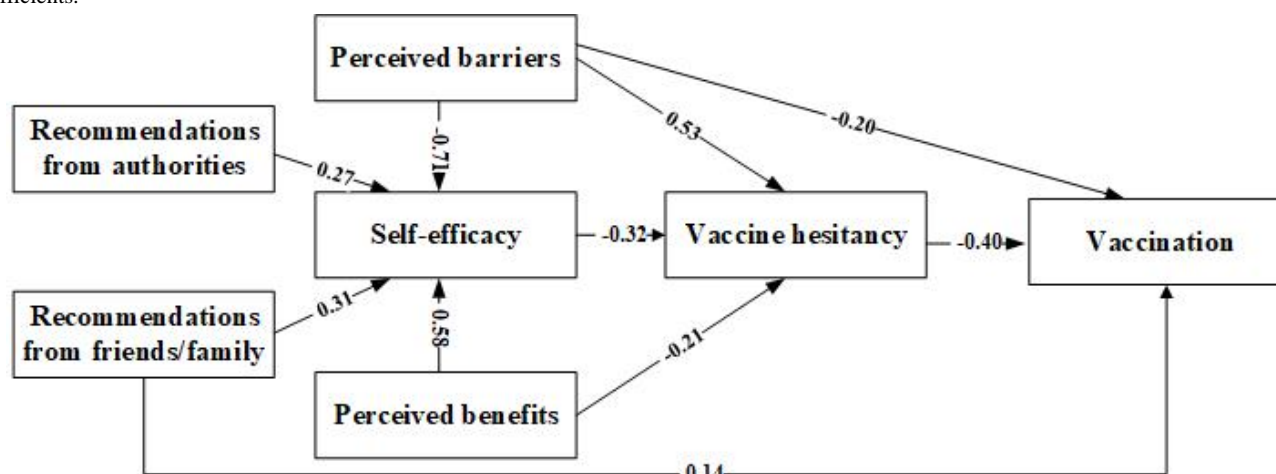 fficients.
Perceived barriers
Recommendations
from authorities
-0.20
0.53
-0.71
0.27
Self-efficacy
-0.32
Vaccine hesitancy
-0.40
Vaccination
Recommendations
from friends/family
0.31
0.58
-0.21
Perceived benefits
0.14